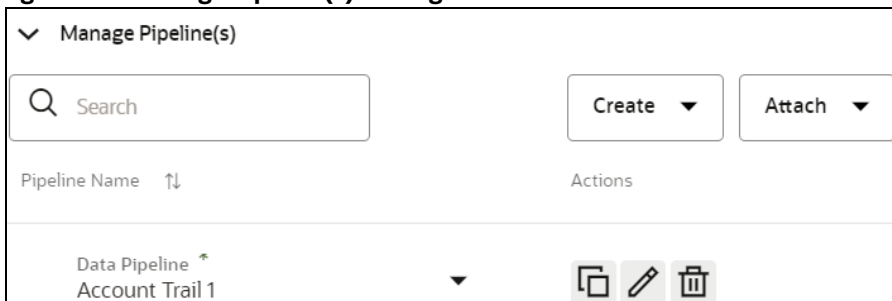 Manage Pipeline(s)
Search
Create
Attach
Pipeline Name
Actions
Data Pipeline
Account Trail 1